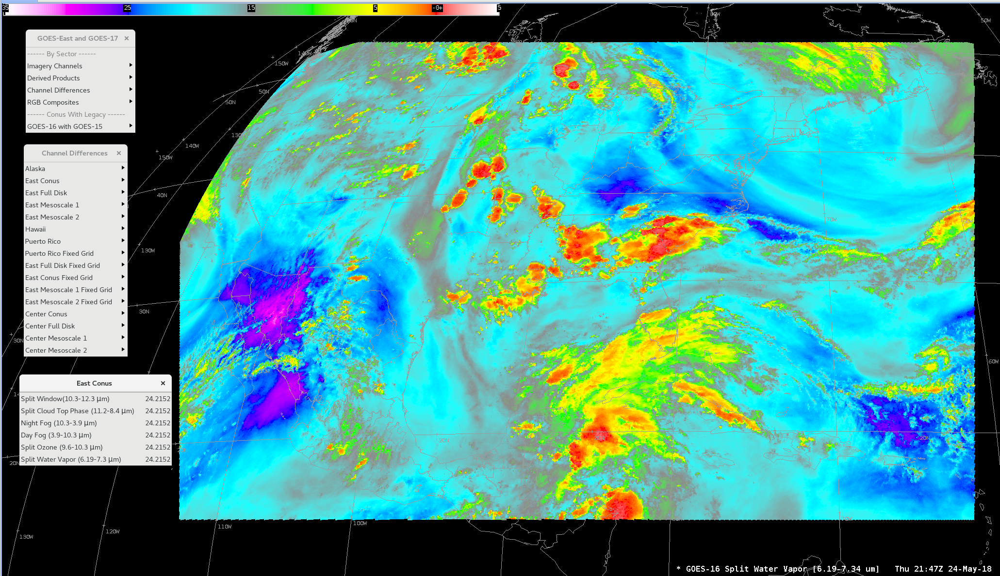 35 25 15 5 -0+ 5
GOES-East and GOES-17 ×
------ By Sector ------
Imagery Channels
Derived Products
Channel Differences
RGB Composites
------ Conus With Legacy ------
GOES-16 with GOES-15
Channel Differences ×
Alaska
East Conus
East Full Disk
East Mesoscale 1
East Mesoscale 2
Hawaii
Puerto Rico
Puerto Rico Fixed Grid
East Full Disk Fixed Grid
East Conus Fixed Grid
East Mesoscale 1 Fixed Grid
East Mesoscale 2 Fixed Grid
Center Conus
Center Full Disk
Center Mesoscale 1
Center Mesoscale 2
East Conus ×
Split Window(10.3-12.3 μm) 24.2152
Split Cloud Top Phase (11.2-8.4 μm) 24.2152
Night Fog (10.3-3.9 μm) 24.2152
Day Fog (3.9-10.3 μm) 24.2152
Split Ozone (9.6-10.3 μm) 24.2152
Split Water Vapor (6.19-7.3 μm) 24.2152
50W
140W
150W
50N
50N
140W
150W
40N
130W
30N
30N
20N
130W
120W
110W
100W
20N
20N
20N
30N
40N
50N
70W
70W
60W
* GOES-16 Split Water Vapor [6.19-7.34 um] Thu 21:47Z 24-May-18